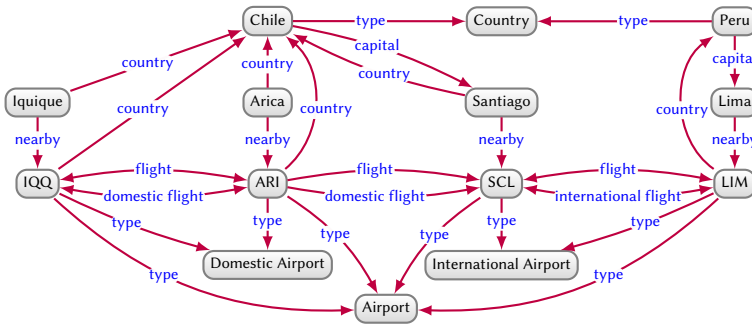 Chile type Country type Peru
country country capital country capital
Iquique Arica Santiago Lima
country country country
nearby nearby nearby nearby
flight flight flight
IQQ ARI SCL LIM
domestic flight domestic flight international flight
type type type type type type
Domestic Airport International Airport
type type
Airport